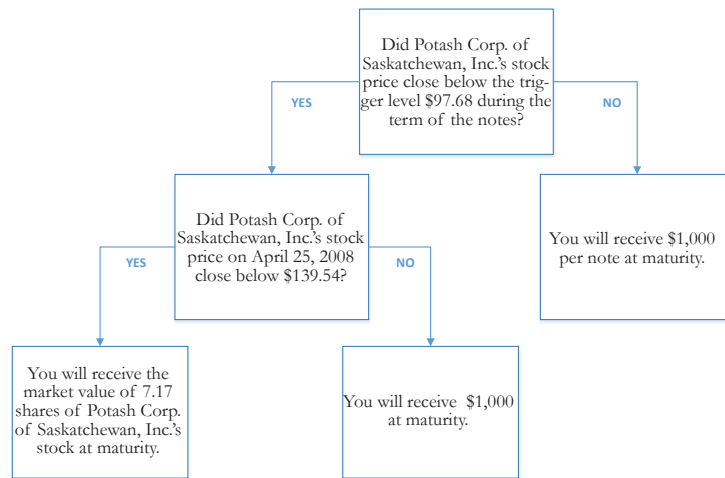 Did Potash Corp. of
Saskatchewan, Inc.'s stock
price close below the trig-
ger level $97.68 during the
term of the notes?
YES
NO
Did Potash Corp. of
Saskatchewan, Inc.'s stock
price on April 25, 2008
close below $139.54?
You will receive $1,000
per note at maturity.
YES
NO
You will receive the
market value of 7.17
shares of Potash Corp.
of Saskatchewan, Inc.'s
stock at maturity.
You will receive $1,000
at maturity.